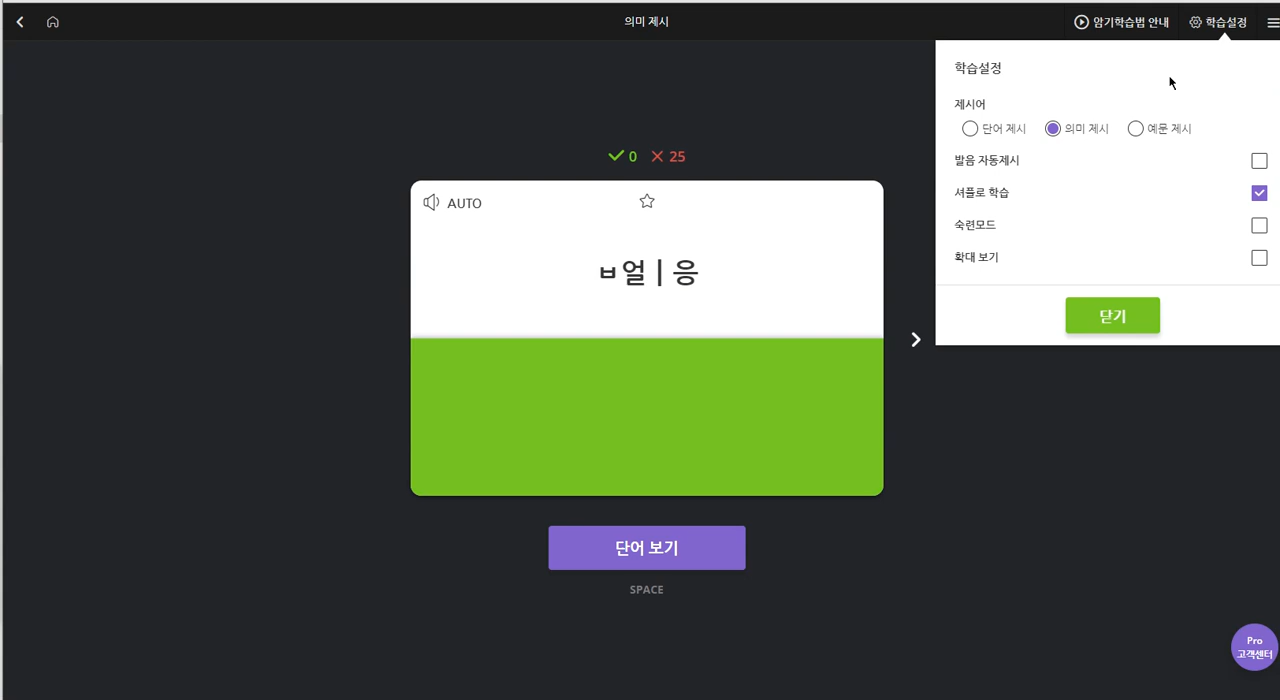 의미 제시
암기학습법 안내
학습설정
학습설정
제시어
단어 제시 의미 제시 예문 제시
발음 자동제시
셔플로 학습
숙련모드
확대 보기
닫기
0 25
AUTO
ㅂ얼ㅣ응
단어 보기
SPACE
Pro
고객센터